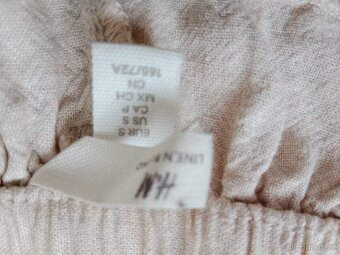 H&M
LINEN
EUR S
US S
CA P
MX CH
CN
165/72A